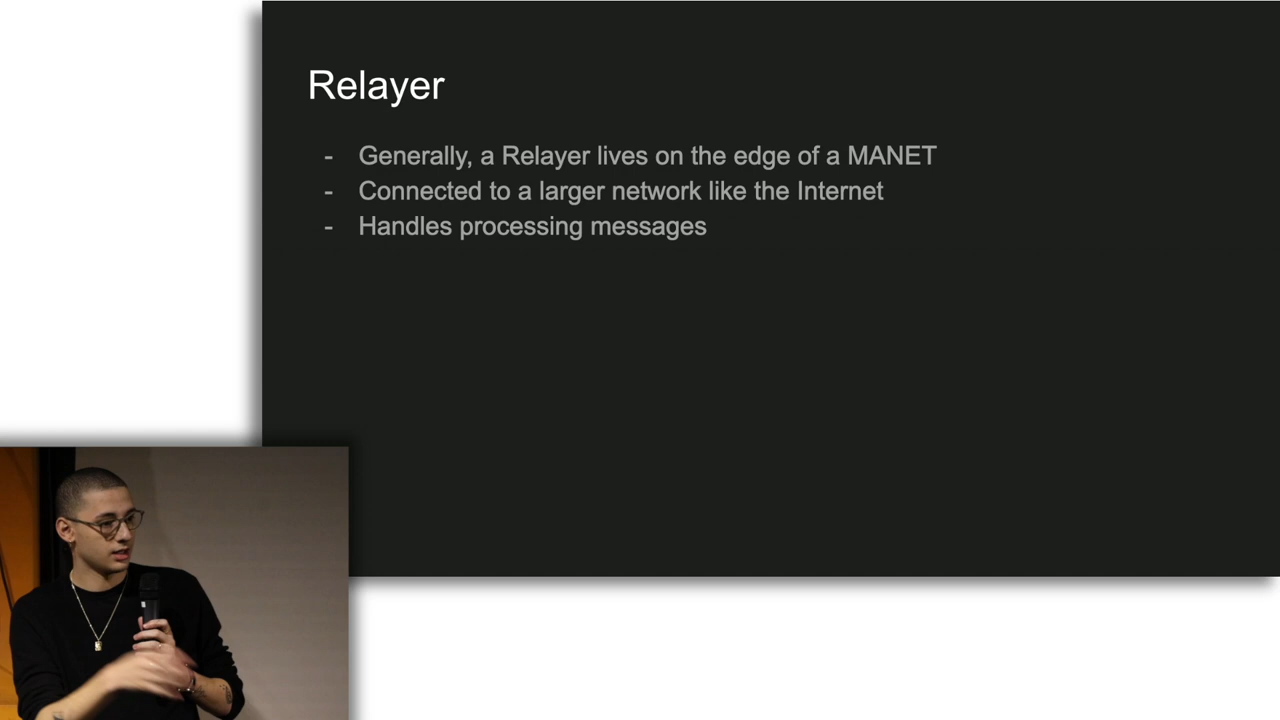 Relayer
- Generally, a Relayer lives on the edge of a MANET
- Connected to a larger network like the Internet
- Handles processing messages